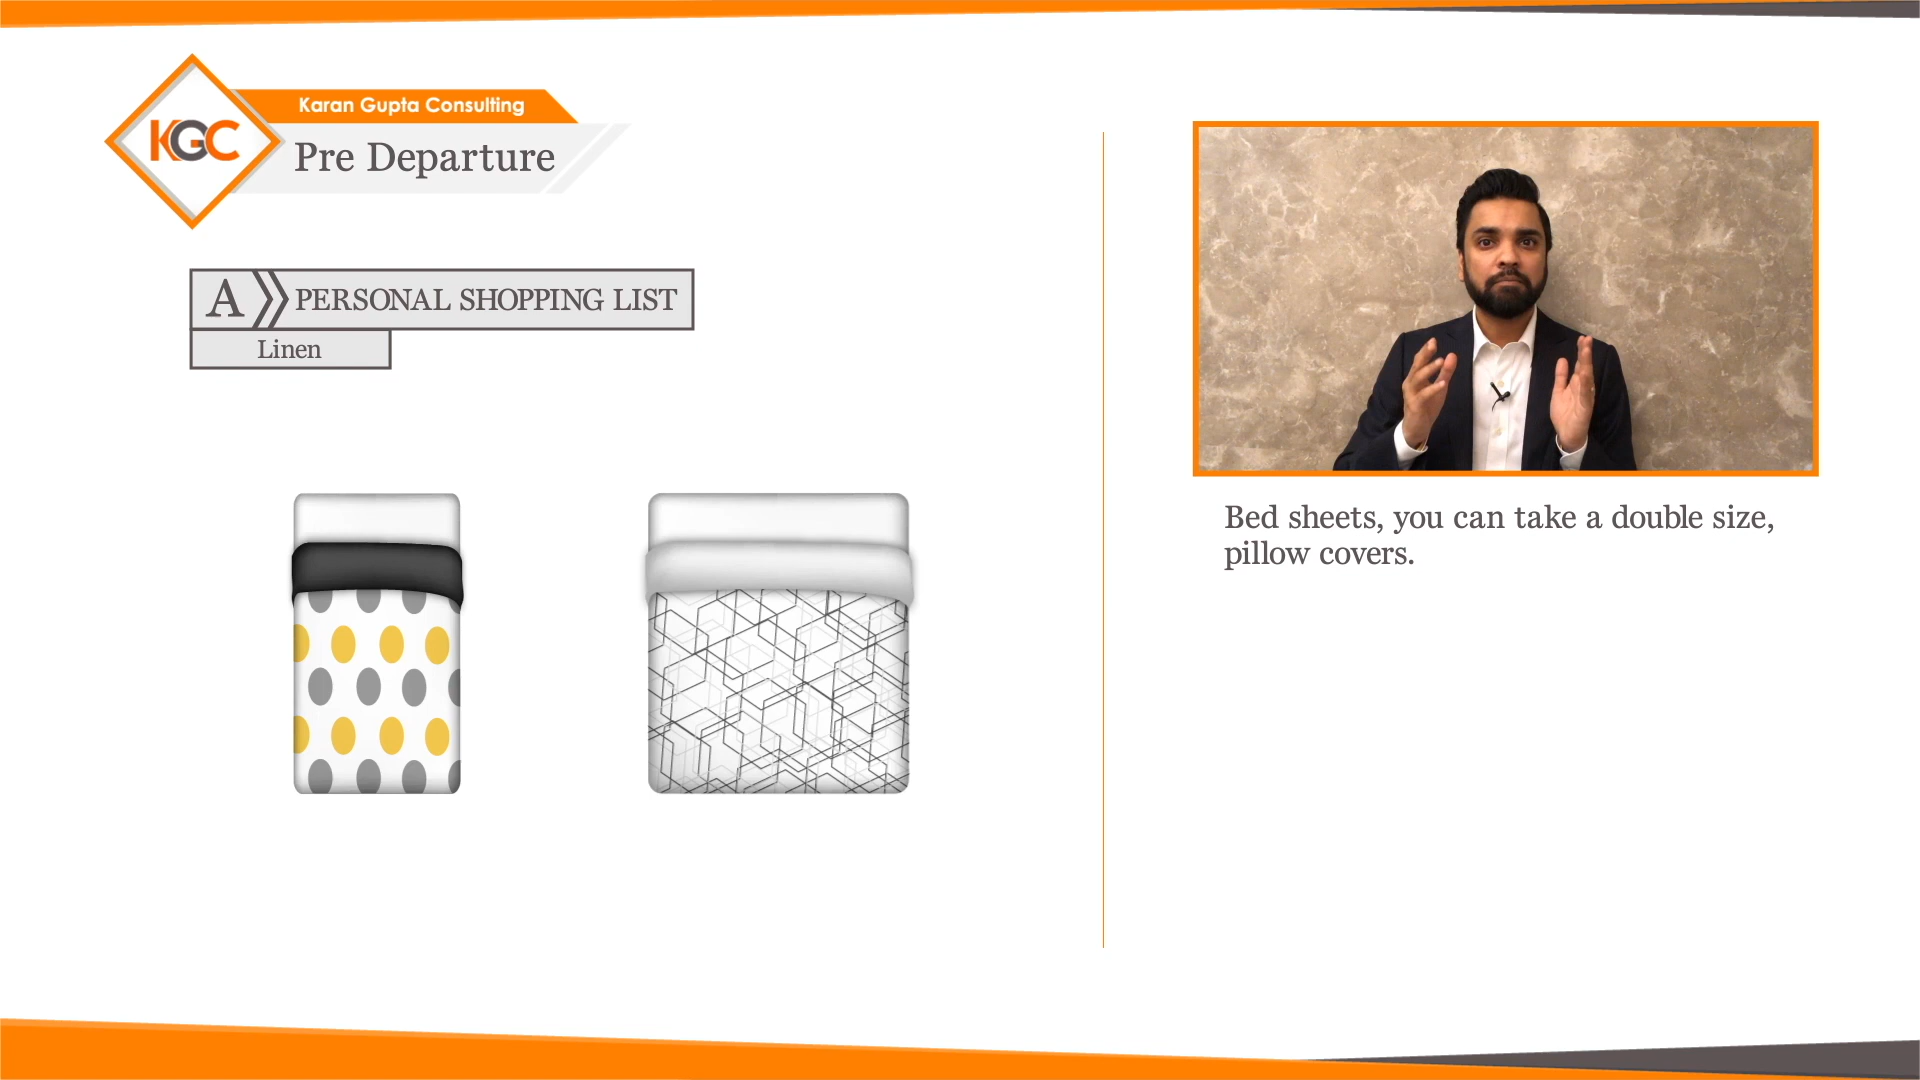 KGC
Karan Gupta Consulting
Pre Departure
A PERSONAL SHOPPING LIST
Linen
Bed sheets, you can take a double size,
pillow covers.